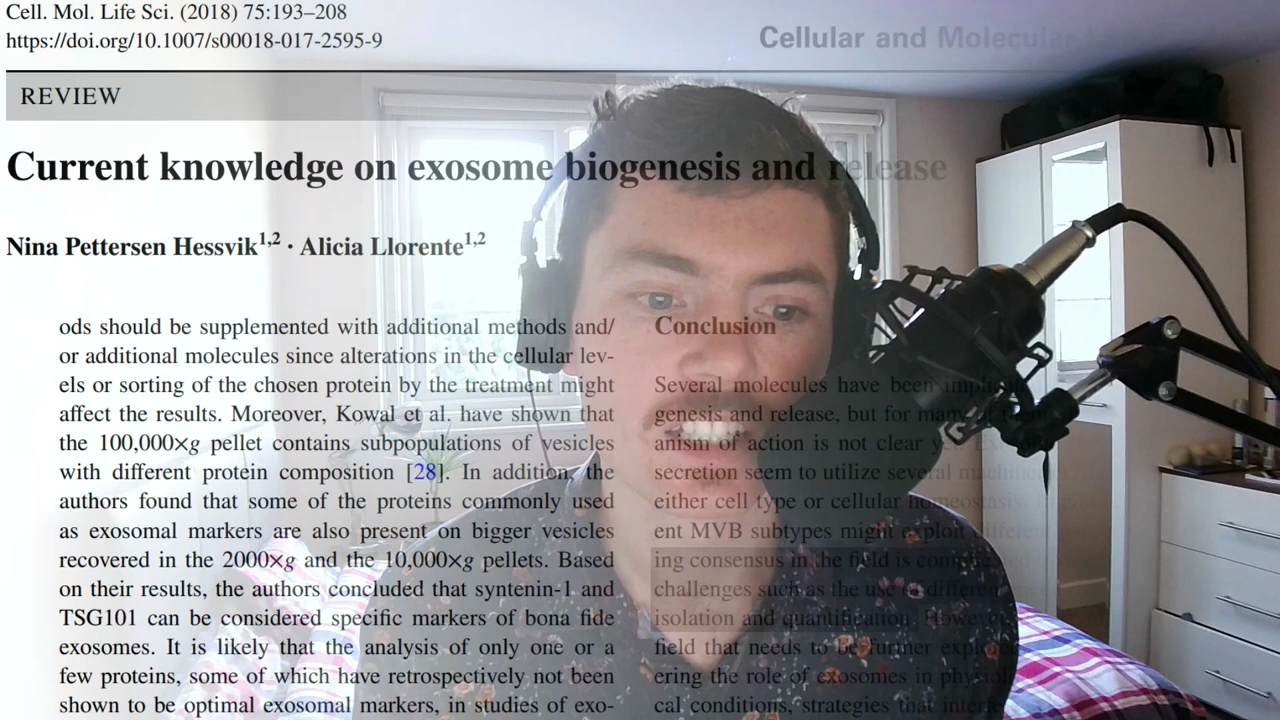 Cell. Mol. Life Sci. (2018) 75:193–208
https://doi.org/10.1007/s00018-017-2595-9
Cellular and Molecular
REVIEW
Current knowledge on exosome biogenesis and release
Nina Pettersen Hessvik1,2 · Alicia Llorente1,2
ods should be supplemented with additional methods and/
or additional molecules since alterations in the cellular lev-
els or sorting of the chosen protein by the treatment might
affect the results. Moreover, Kowal et al. have shown that
the 100,000×g pellet contains subpopulations of vesicles
with different protein composition [28]. In addition, the
authors found that some of the proteins commonly used
as exosomal markers are also present on bigger vesicles
recovered in the 2000×g and the 10,000×g pellets. Based
on their results, the authors concluded that syntenin-1 and
TSG101 can be considered specific markers of bona fide
exosomes. It is likely that the analysis of only one or a
few proteins, some of which have retrospectively not been
shown to be optimal exosomal markers, in studies of exo-
Conclusion
Several molecules have been
genesis and release, but for many of them
anism of action is not clear
secretion seem to utilize several
either cell type or cellular homeostasis.
ent MVB subtypes might exploit
ing consensus in the field is
challenges such as the use of different
isolation and quantification. However
field that needs to be further
ering the role of exosomes in
cal conditions, strategies that